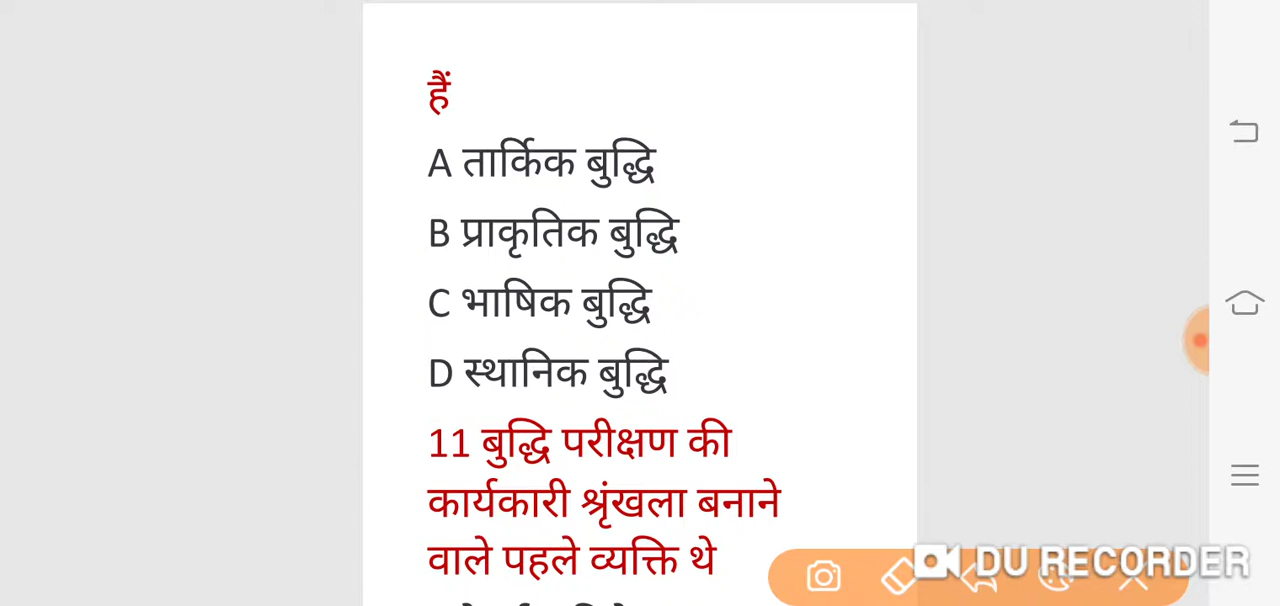 हैं
A तार्किक बुद्धि
B प्राकृतिक बुद्धि
C भाषिक बुद्धि
D स्थानिक बुद्धि
11 बुद्धि परीक्षण की
कार्यकारी श्रृंखला बनाने
वाले पहले व्यक्ति थे
DU RECORDER